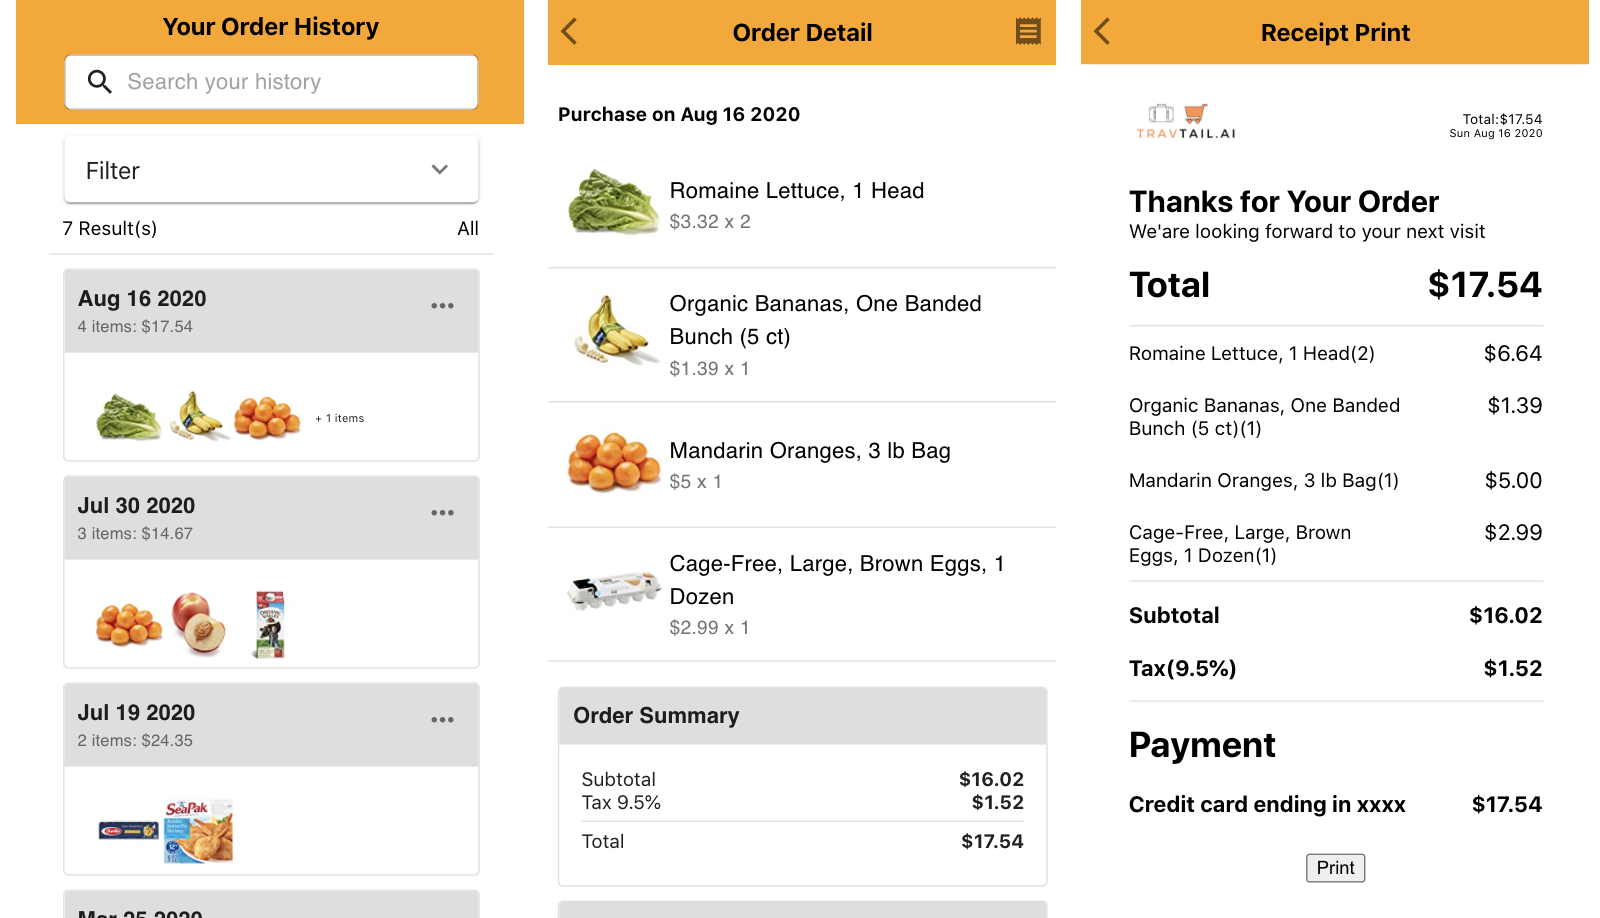 Your Order History
Search your history
Filter
7 Result(s)
All
Aug 16 2020
4 items: $17.54
+ 1 items
Jul 30 2020
3 items: $14.67
Jul 19 2020
2 items: $24.35
SeaPak
Mar 25 2020
Order Detail
Purchase on Aug 16 2020
Romaine Lettuce, 1 Head
$3.32 x 2
Organic Bananas, One Banded
Bunch (5 ct)
$1.39 x 1
Mandarin Oranges, 3 lb Bag
$5 x 1
Cage-Free, Large, Brown Eggs, 1
Dozen
$2.99 x 1
Order Summary
Subtotal $16.02
Tax 9.5% $1.52
Total $17.54
Receipt Print
TRAVTAIL.AI
Total:$17.54
Sun Aug 16 2020
Thanks for Your Order
We'are looking forward to your next visit
Total $17.54
Romaine Lettuce, 1 Head(2) $6.64
Organic Bananas, One Banded $1.39
Bunch (5 ct)(1)
Mandarin Oranges, 3 lb Bag(1) $5.00
Cage-Free, Large, Brown $2.99
Eggs, 1 Dozen(1)
Subtotal $16.02
Tax(9.5%) $1.52
Payment
Credit card ending in xxxx $17.54
Print